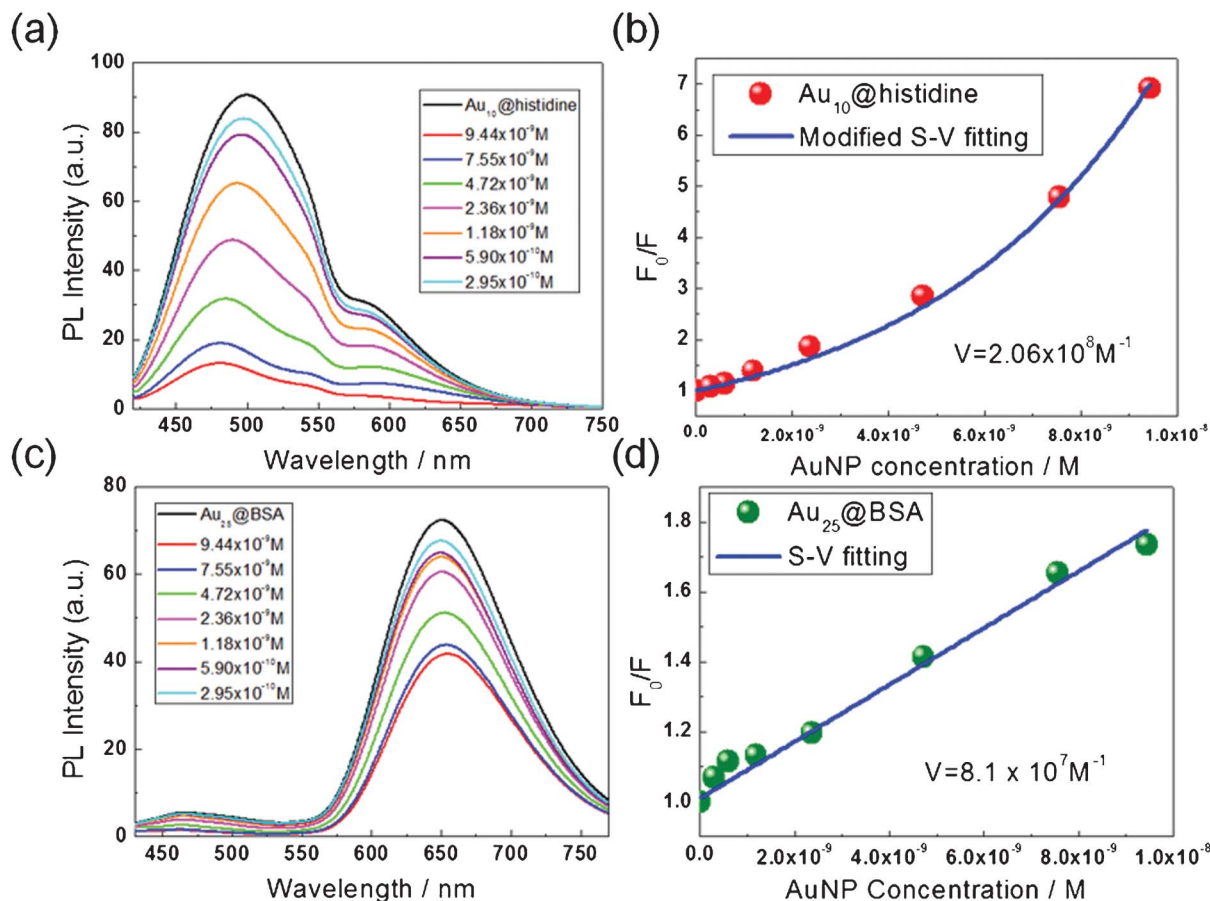 (a)
PL Intensity (a.u.)
100
80
60
40
20
0
450 500 550 600 650 700 750
Wavelength / nm
Au₁₀@histidine
9.44x10⁻⁹M
7.55x10⁻⁹M
4.72x10⁻⁹M
2.36x10⁻⁹M
1.18x10⁻⁹M
5.90x10⁻¹⁰M
2.95x10⁻¹⁰M
(b)
F₀/F
7
6
5
4
3
2
1
0.0 2.0x10⁻⁹ 4.0x10⁻⁹ 6.0x10⁻⁹ 8.0x10⁻⁹ 1.0x10⁻⁸
AuNP concentration / M
Au₁₀@histidine
Modified S-V fitting
V=2.06x10⁸M⁻¹
(c)
PL Intensity (a.u.)
80
60
40
20
0
450 500 550 600 650 700 750
Wavelength / nm
Au₂₅@BSA
9.44x10⁻⁹M
7.55x10⁻⁹M
4.72x10⁻⁹M
2.36x10⁻⁹M
1.18x10⁻⁹M
5.90x10⁻¹⁰M
2.95x10⁻¹⁰M
(d)
F₀/F
1.8
1.6
1.4
1.2
1.0
0.0 2.0x10⁻⁹ 4.0x10⁻⁹ 6.0x10⁻⁹ 8.0x10⁻⁹ 1.0x10⁻⁸
AuNP Concentration / M
Au₂₅@BSA
S-V fitting
V=8.1 x 10⁷M⁻¹